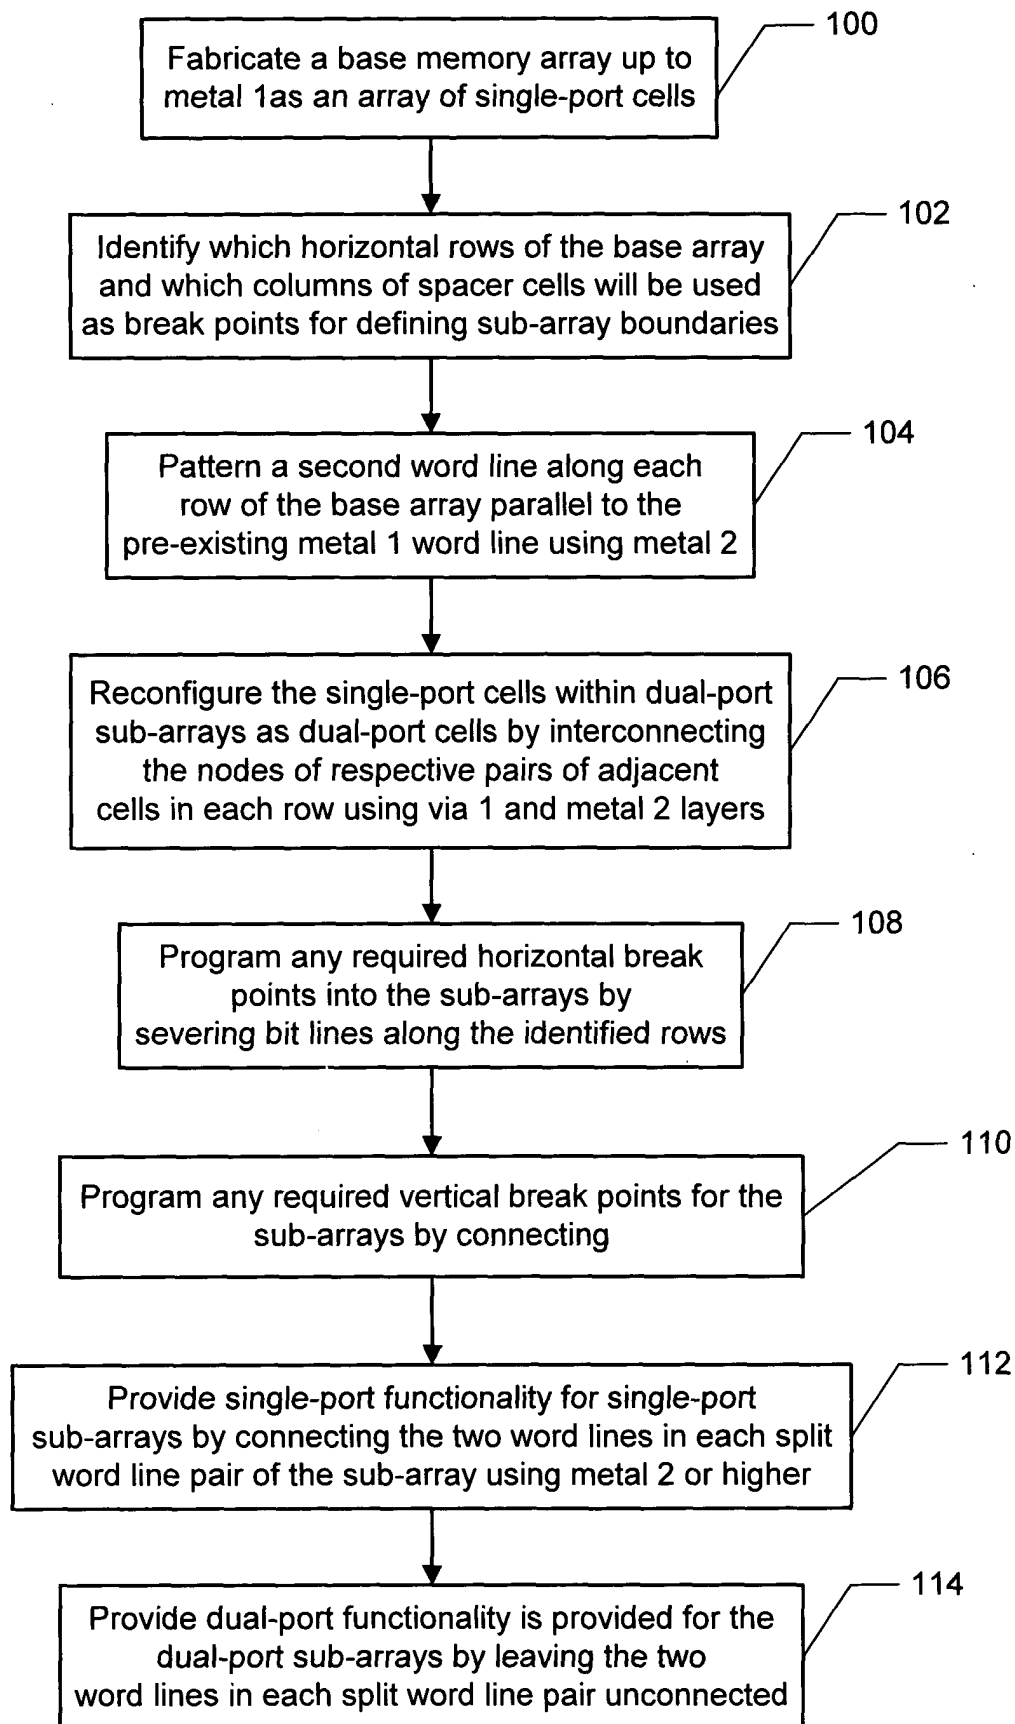 100
Fabricate a base memory array up to
metal 1as an array of single-port cells
102
Identify which horizontal rows of the base array
and which columns of spacer cells will be used
as break points for defining sub-array boundaries
104
Pattern a second word line along each
row of the base array parallel to the
pre-existing metal 1 word line using metal 2
106
Reconfigure the single-port cells within dual-port
sub-arrays as dual-port cells by interconnecting
the nodes of respective pairs of adjacent
cells in each row using via 1 and metal 2 layers
108
Program any required horizontal break
points into the sub-arrays by
severing bit lines along the identified rows
110
Program any required vertical break points for the
sub-arrays by connecting
112
Provide single-port functionality for single-port
sub-arrays by connecting the two word lines in each split
word line pair of the sub-array using metal 2 or higher
114
Provide dual-port functionality is provided for the
dual-port sub-arrays by leaving the two
word lines in each split word line pair unconnected